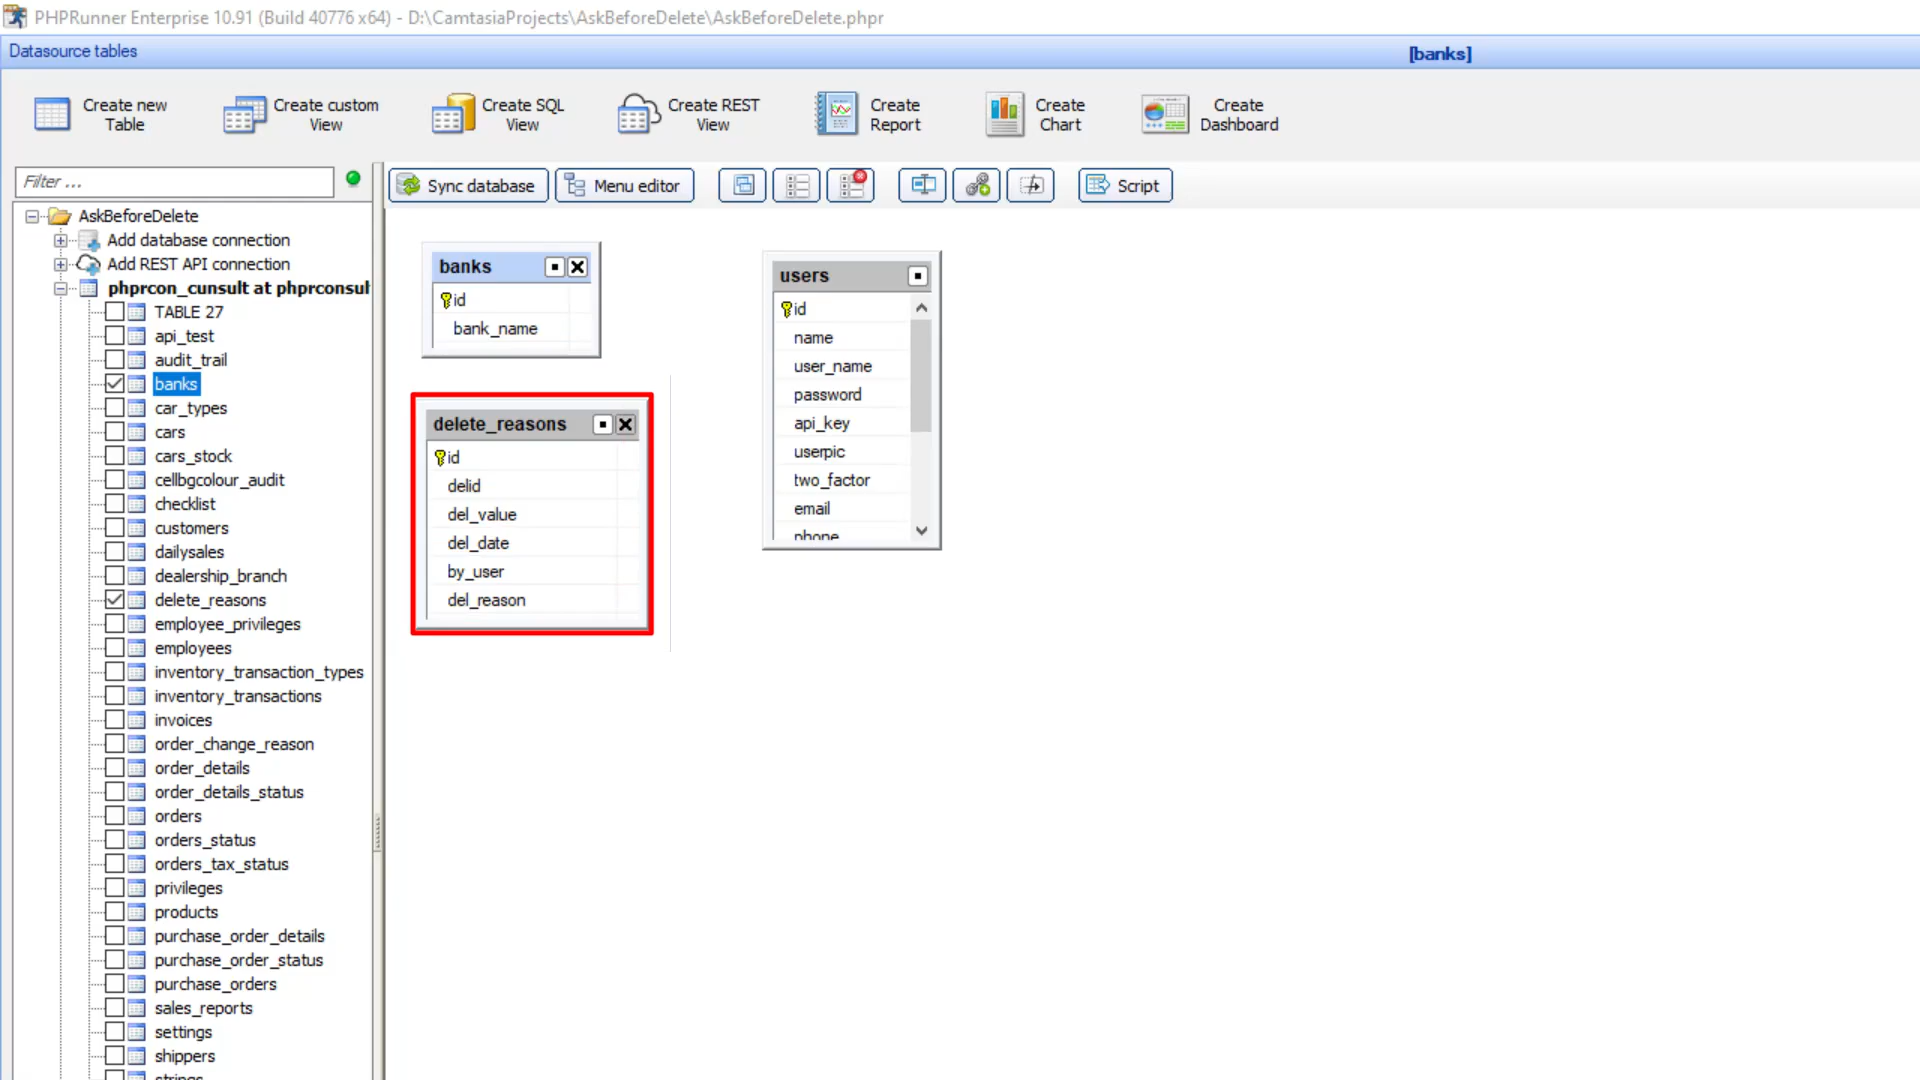 PHPRunner Enterprise 10.91 (Build 40776 x64) - D:\CamtasiaProjects\AskBeforeDelete\AskBeforeDelete.phpr
Datasource tables
[banks]
Create new
Table
Create custom
View
Create SQL
View
Create REST
View
Create
Report
Create
Chart
Create
Dashboard
Filter ...
Sync database
Menu editor
Script
AskBeforeDelete
Add database connection
Add REST API connection
phprcon_cunsult at phprconsul
TABLE 27
api_test
audit_trail
banks
car_types
cars
cars_stock
cellbgcolour_audit
checklist
customers
dailysales
dealership_branch
delete_reasons
employee_privileges
employees
inventory_transaction_types
inventory_transactions
invoices
order_change_reason
order_details
order_details_status
orders
orders_status
orders_tax_status
privileges
products
purchase_order_details
purchase_order_status
purchase_orders
sales_reports
settings
shippers
strings
banks
id
bank_name
delete_reasons
id
delid
del_value
del_date
by_user
del_reason
users
id
name
user_name
password
api_key
userpic
two_factor
email
phone